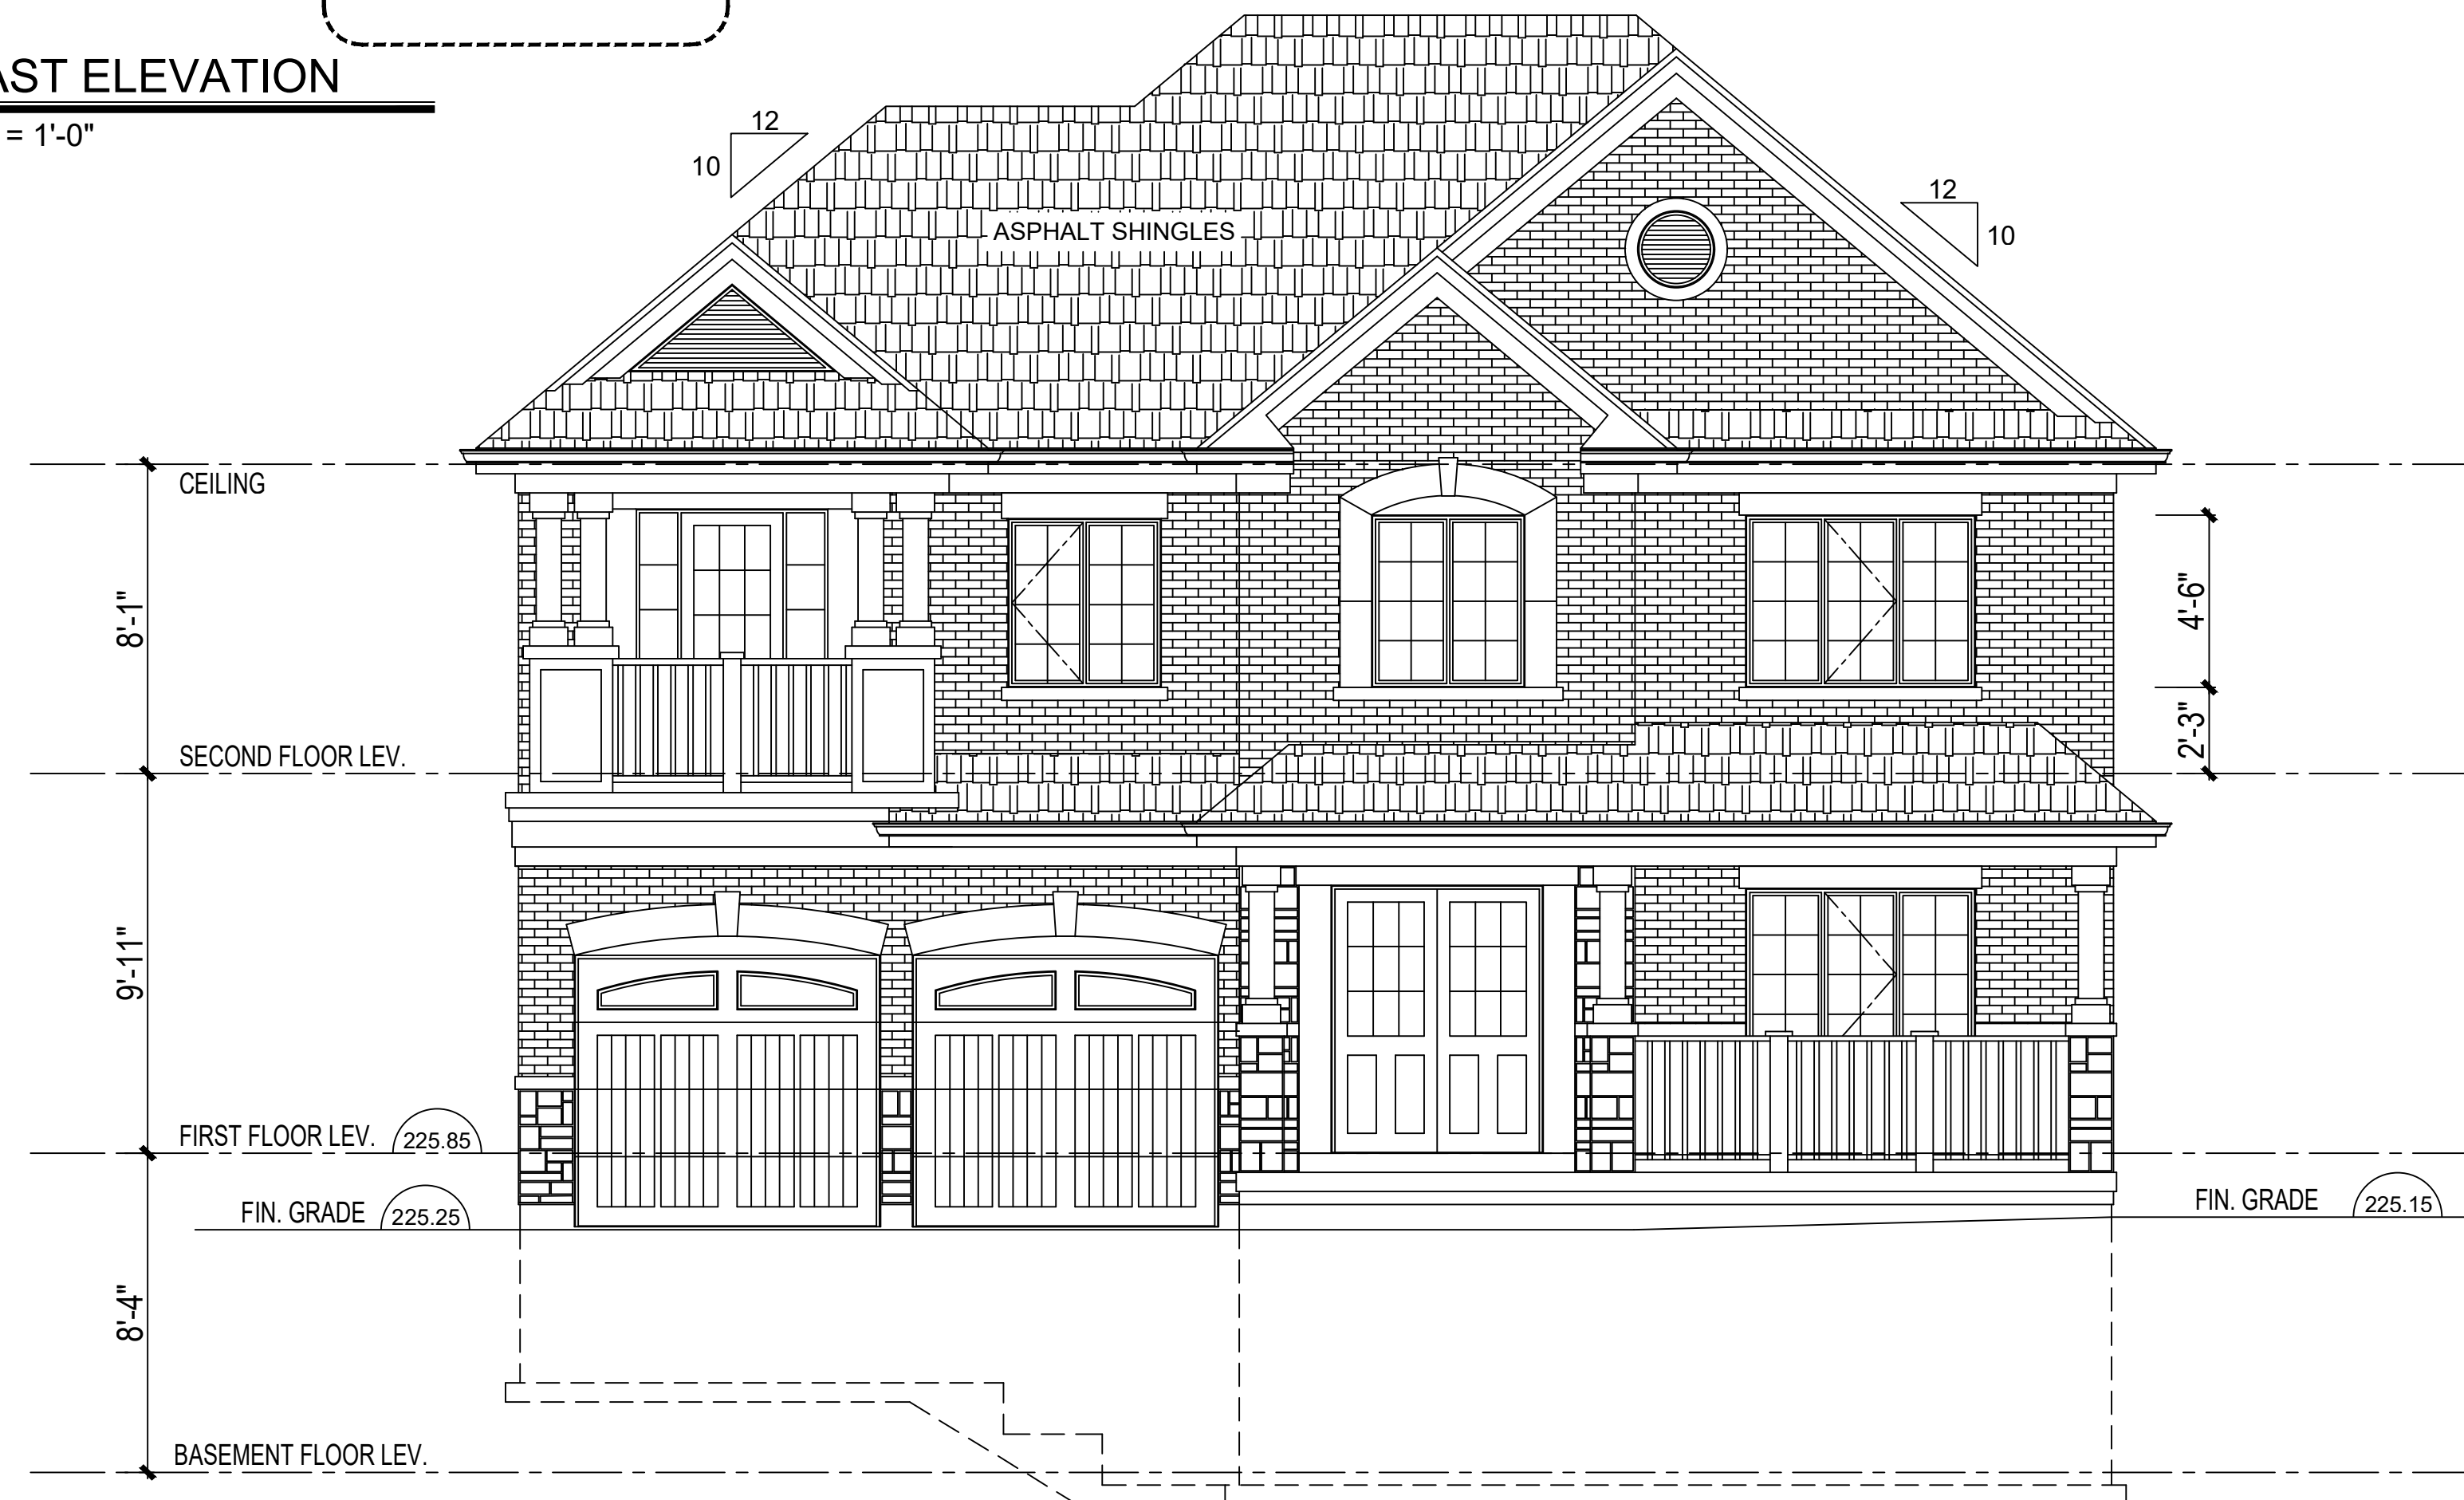 AST ELEVATION
= 1'-0"
12
10
12
10
ASPHALT SHINGLES
CEILING
8'-1"
4'-6"
2'-3"
SECOND FLOOR LEV.
9'-11"
FIRST FLOOR LEV. 225.85
FIN. GRADE 225.25
FIN. GRADE 225.15
8'-4"
BASEMENT FLOOR LEV.